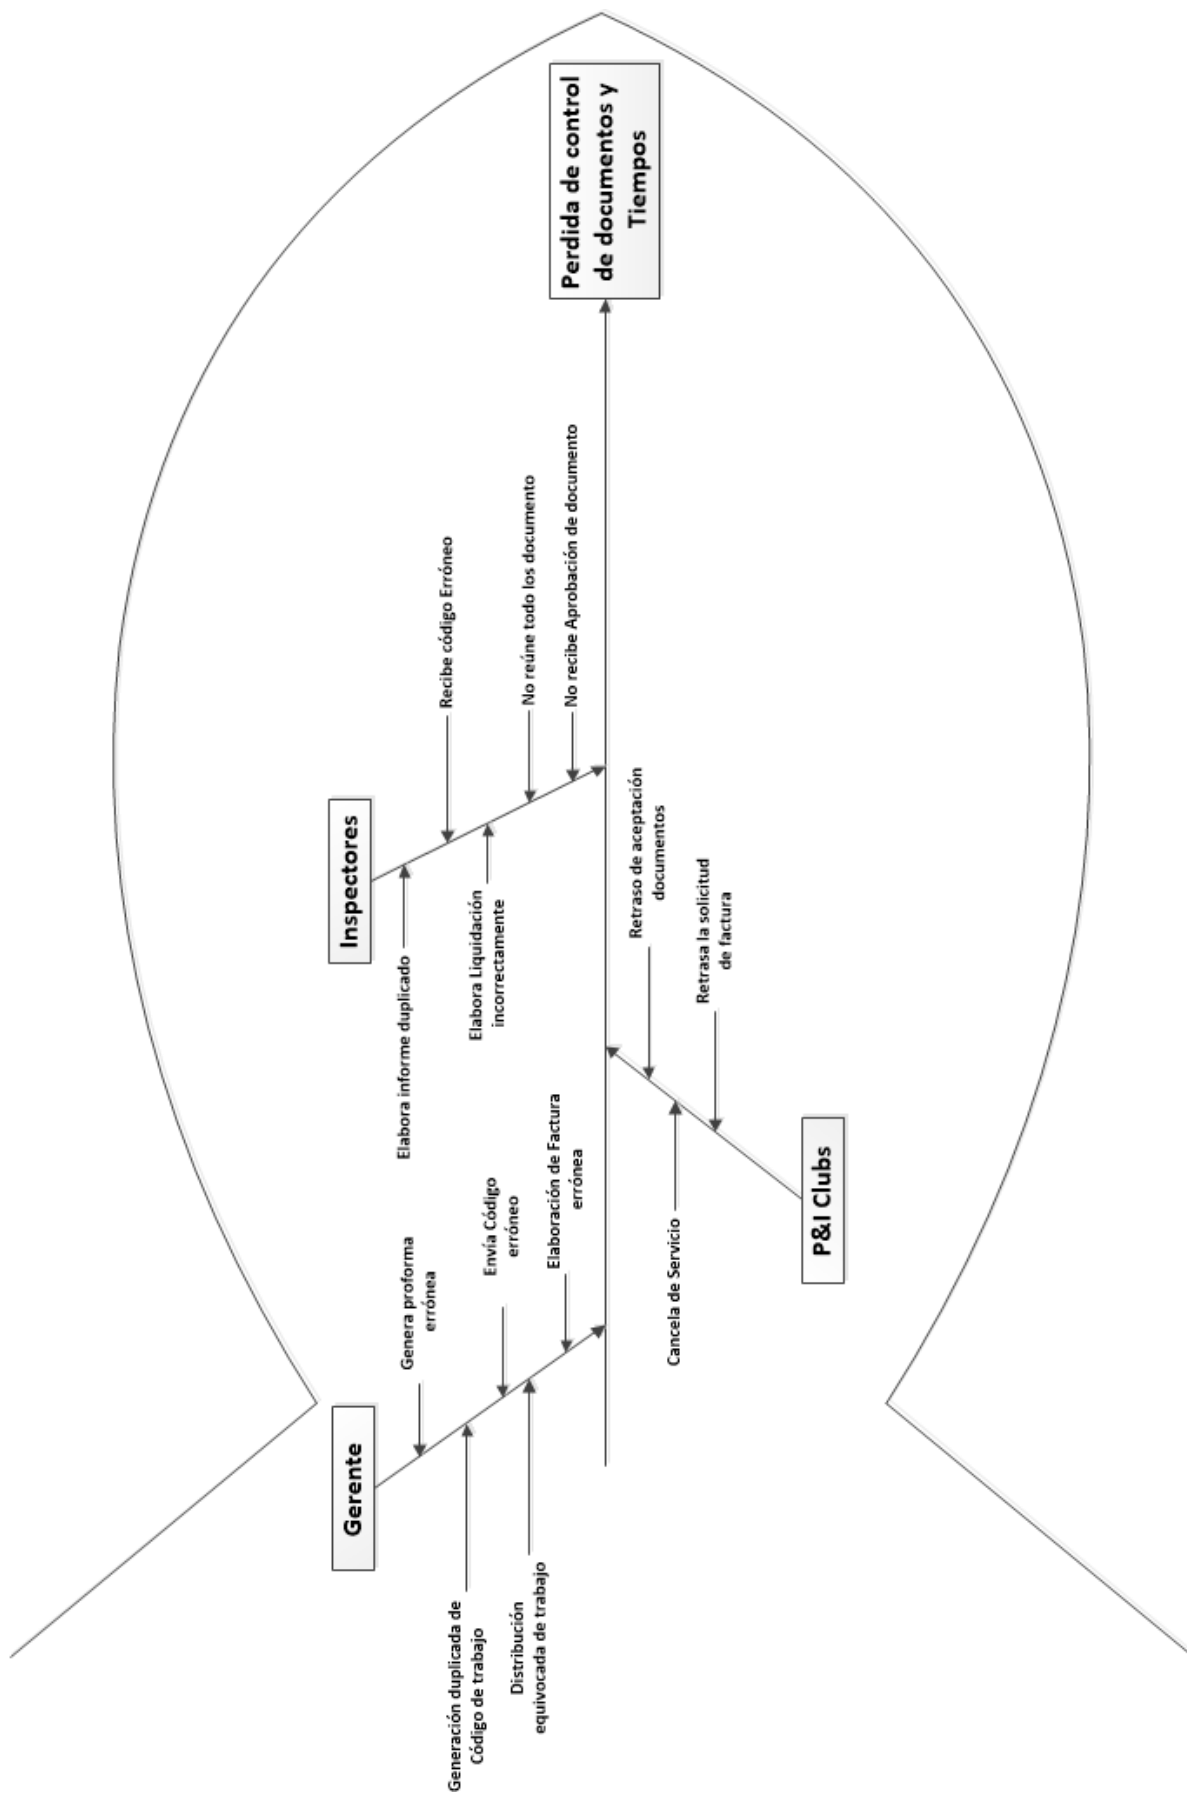 Gerente
Genera proforma
errónea
Generación duplicada de
Código de trabajo
Envía Código
erróneo
Distribución
equivocada de trabajo
Elaboración de Factura
errónea
Inspectores
Elabora informe duplicado
Recibe código Erróneo
Elabora Liquidación
incorrectamente
No reúne todo los documento
No recibe Aprobación de documento
Perdida de control
de documentos y
Tiempos
Retraso de aceptación
documentos
Cancela de Servicio
Retrasa la solicitud
de factura
P&I Clubs